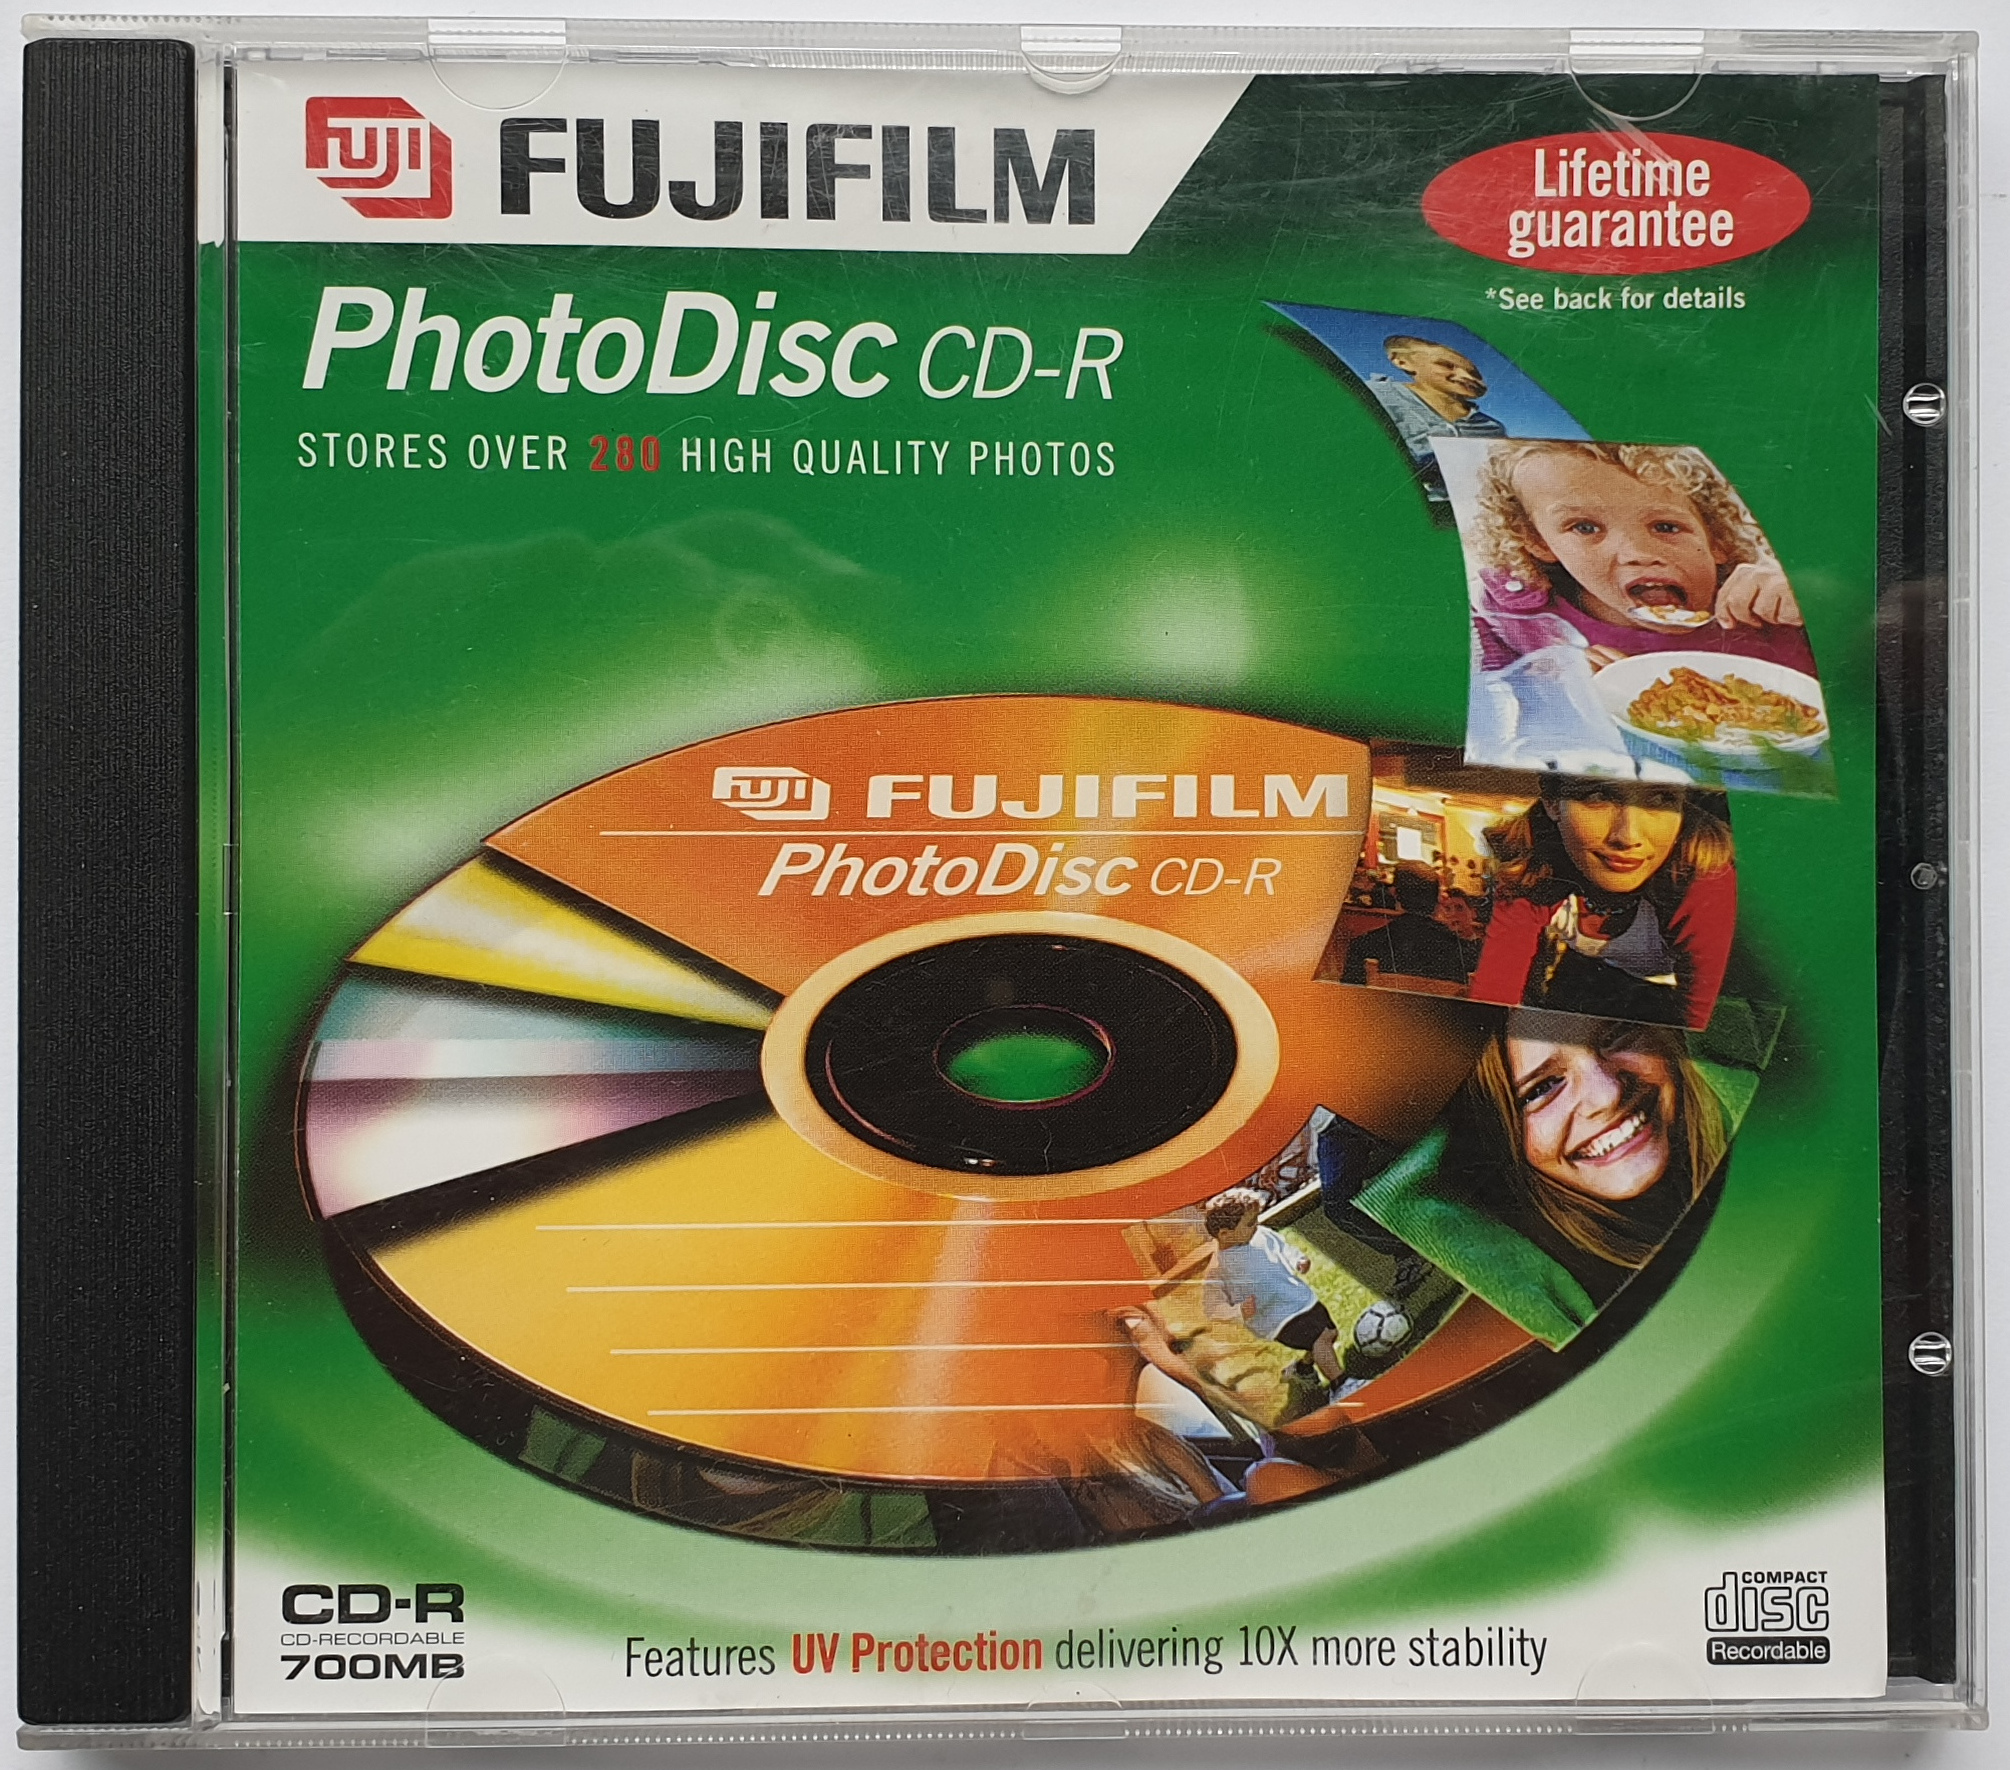 FUJI FUJIFILM
Lifetime
guarantee
*See back for details
PhotoDisc CD-R
STORES OVER 280 HIGH QUALITY PHOTOS
FUJI FUJIFILM
PhotoDisc CD-R
CD-R
CD-RECORDABLE
700MB
Features UV Protection delivering 10X more stability
COMPACT
disc
Recordable